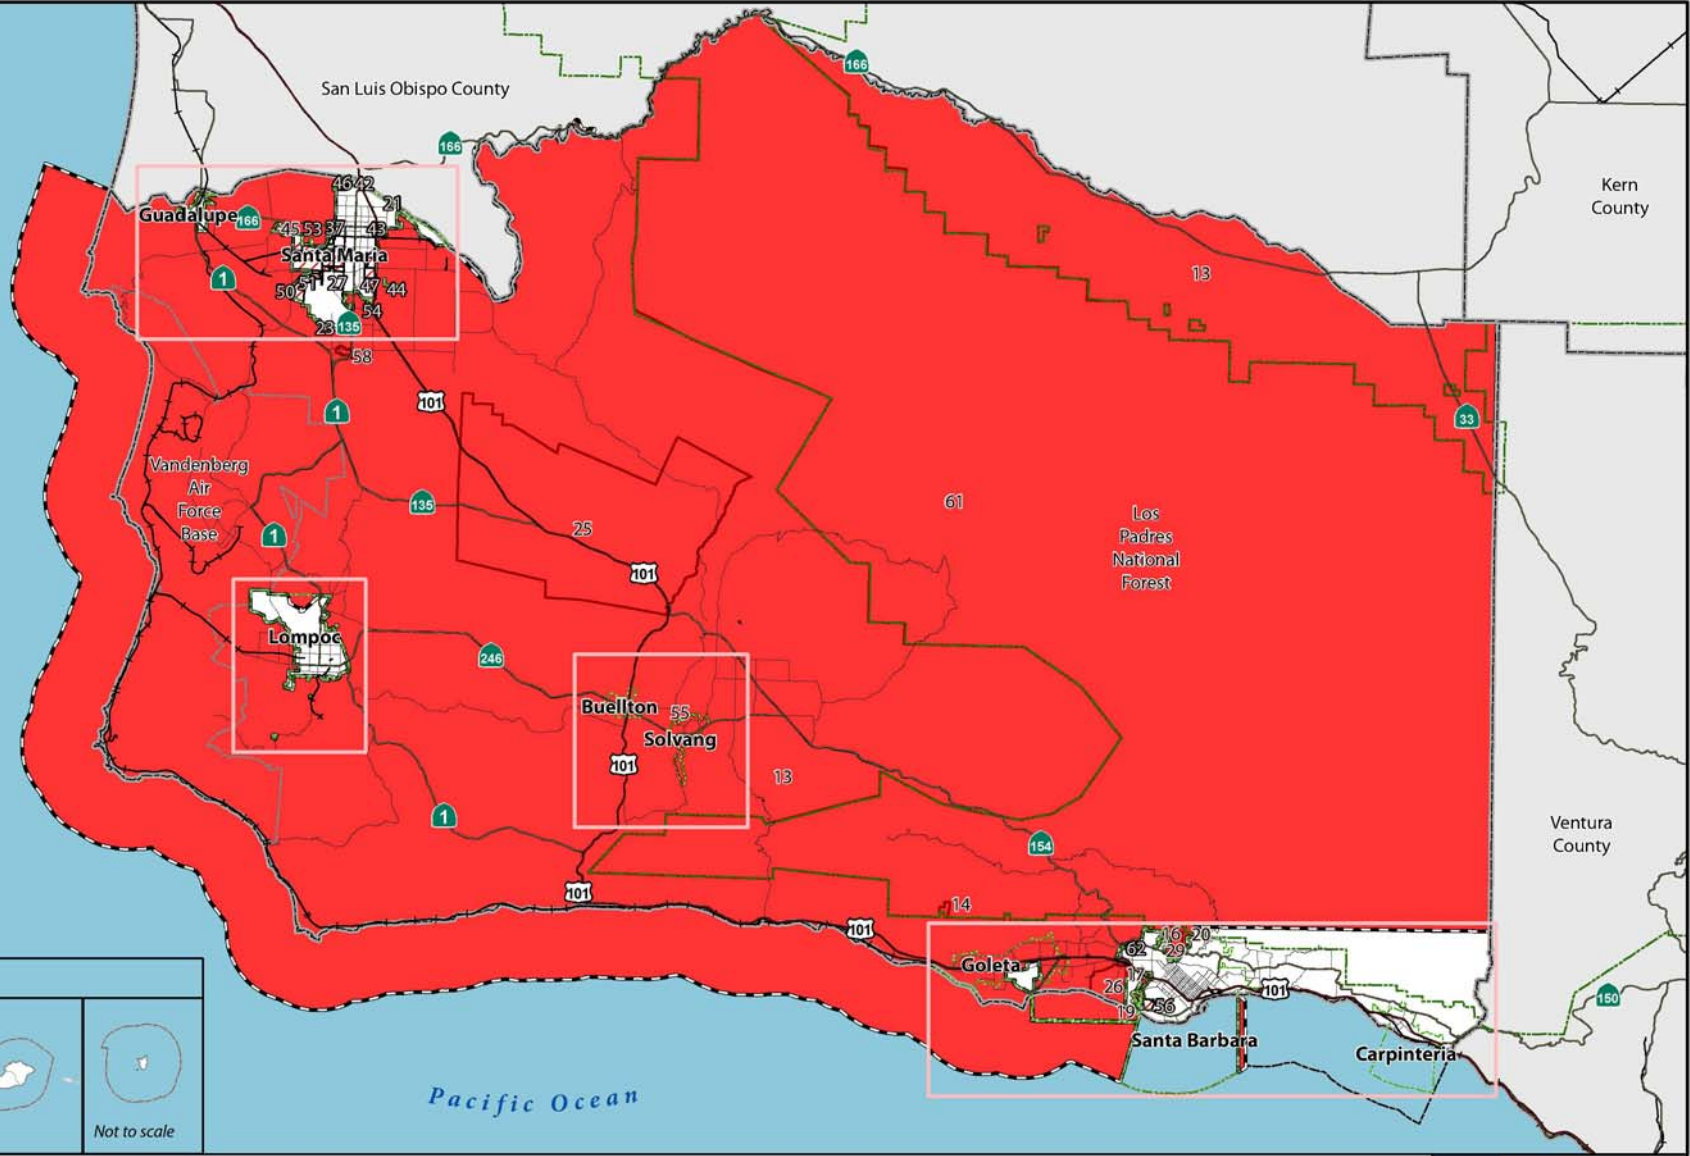 166
San Luis Obispo County
166
Kern
County
46 42
21
Guadalupe
166
45 53 37
43
Santa Maria
13
1
50 51 27 47 44
54
23 135
58
101
1
33
Vandenberg
Air
Force
Base
135
61
25
Los
Padres
National
Forest
1
101
Lompoc
246
Buellton
55
Solvang
101
13
1
Ventura
County
154
101
14
101
16 20
62
29
Goleta
17
26
101
150
19
56
Santa Barbara
Carpinteria
Pacific Ocean
Not to scale